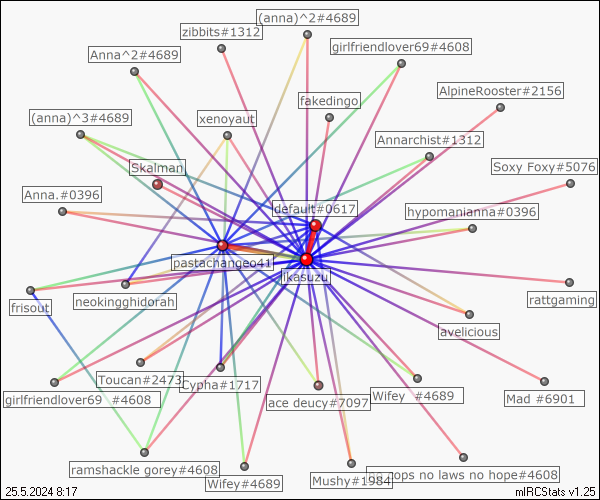 (anna)^2#4689
zibbits#1312
girlfriendlover69#4608
Anna^2#4689
AlpineRooster#2156
fakedingo
(anna)^3#4689
xenoyaut
Annarchist#1312
Skalman
Soxy Foxy#5076
Anna.#0396
default#0617
hypomanianna#0396
pastachangeo41
likasuzu
frisout
neokingghidorah
rattgaming
avelicious
Toucan#2473
Cypha#1717
girlfriendlover69 #4608
ace deucy#7097
Wifey #4689
Mad #6901
ramshackle gorey#4608
Wifey#4689
Mushy#1984
cops no laws no hope#4608
25.5.2024 8:17
mIRCStats v1.25